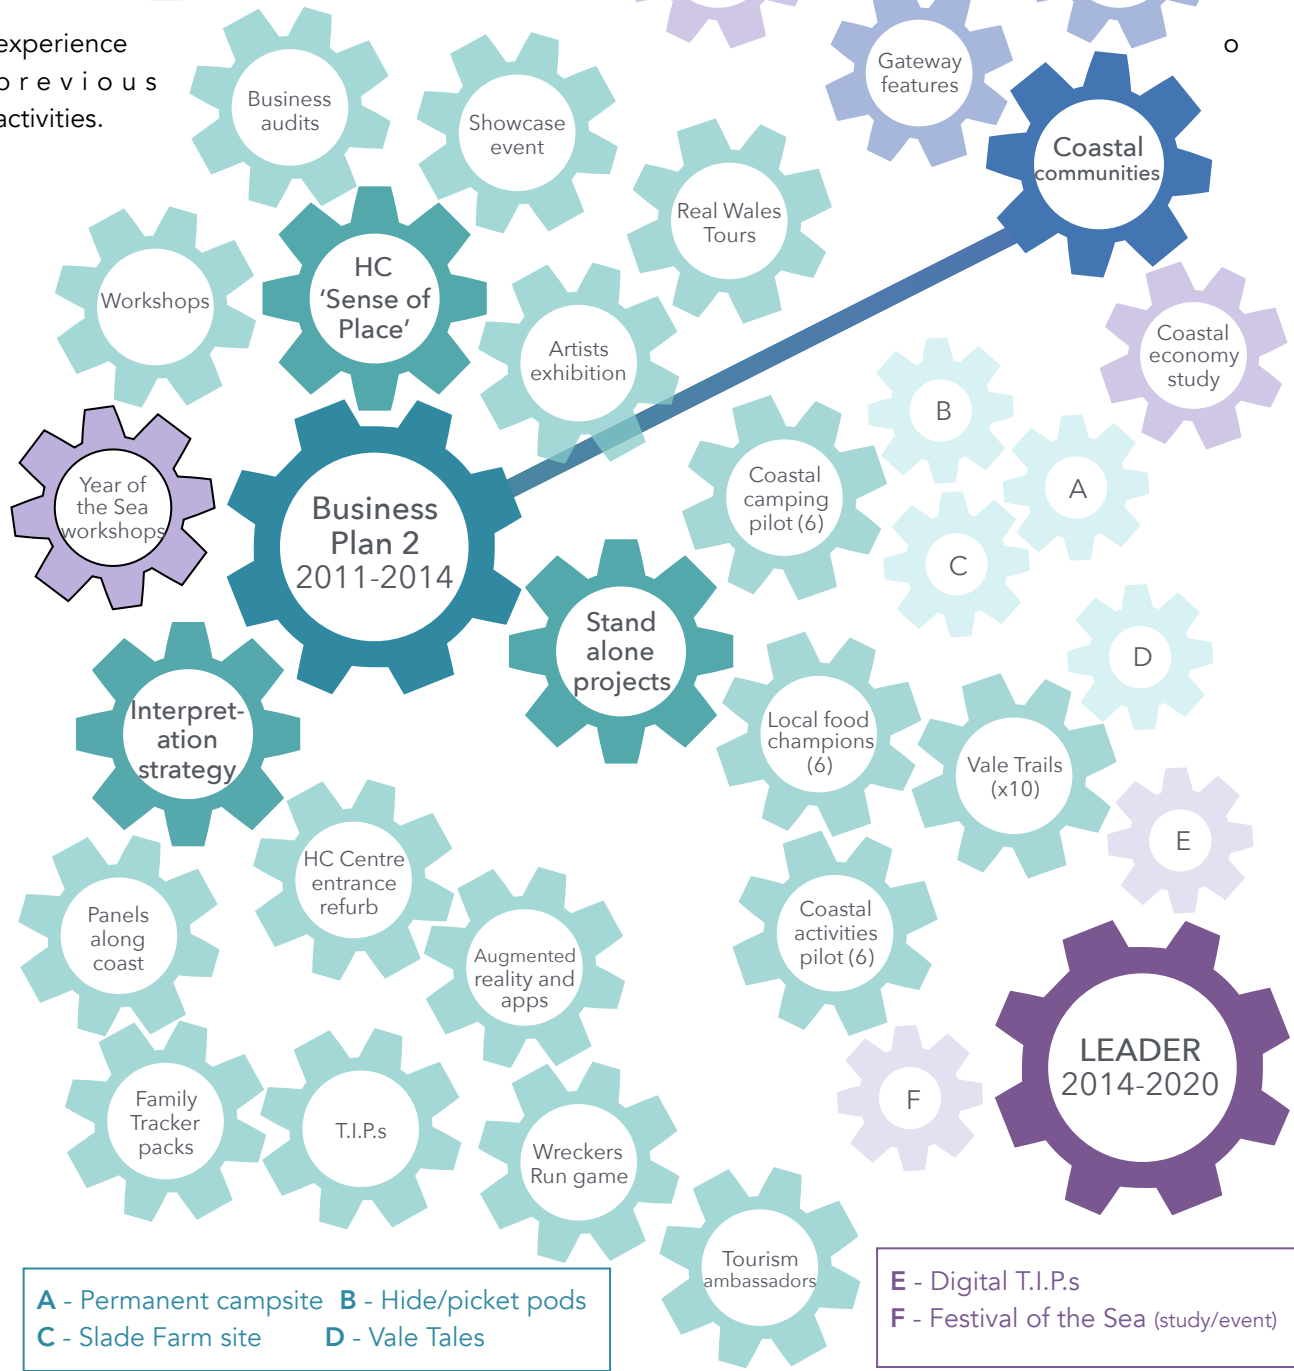 experience
previous
activities.
o
Business
audits
Showcase
event
Gateway
features
Coastal
communities
Real Wales
Tours
Workshops
HC
‘Sense of
Place’
Artists
exhibition
Coastal
economy
study
B
A
C
D
Year of
the Sea
workshops
Business
Plan 2
2011-2014
Coastal
camping
pilot (6)
Stand
alone
projects
Interpret-
ation
strategy
Local food
champions
(6)
Vale Trails
(x10)
E
HC Centre
entrance
refurb
Panels
along
coast
Augmented
reality and
apps
Coastal
activities
pilot (6)
LEADER
2014-2020
F
Family
Tracker
packs
T.I.P.s
Wreckers
Run game
Tourism
ambassadors
A - Permanent campsite B - Hide/picket pods
C - Slade Farm site D - Vale Tales
E - Digital T.I.P.s
F - Festival of the Sea (study/event)